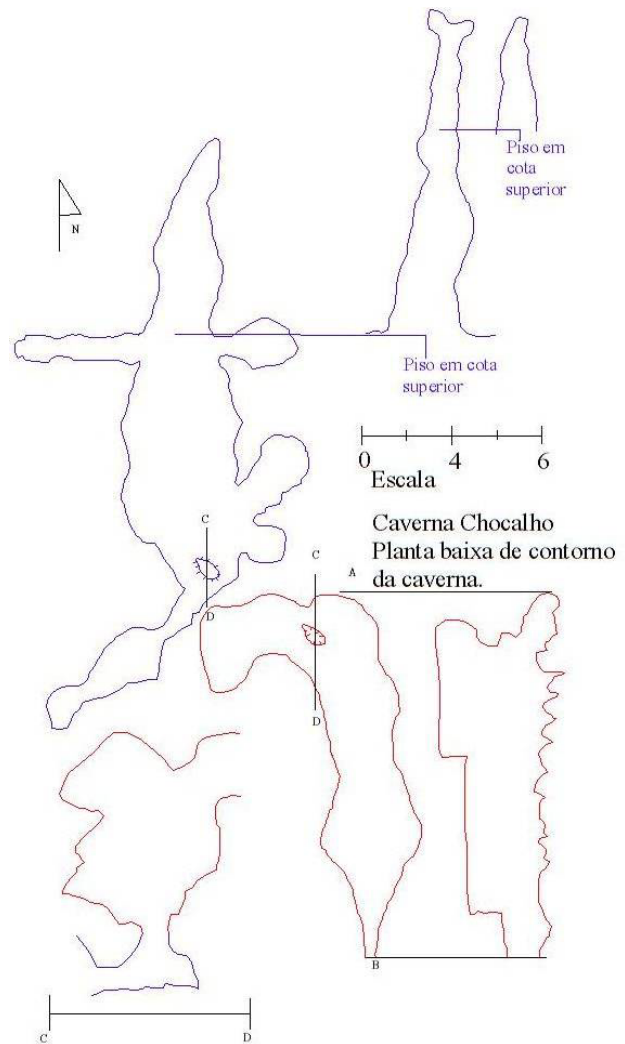 Piso em
cota
superior
N
Piso em cota
superior
0 4 6
Escala
Caverna Chocalho
Planta baixa de contorno
da caverna.
C
C
A
D
D
B
C D